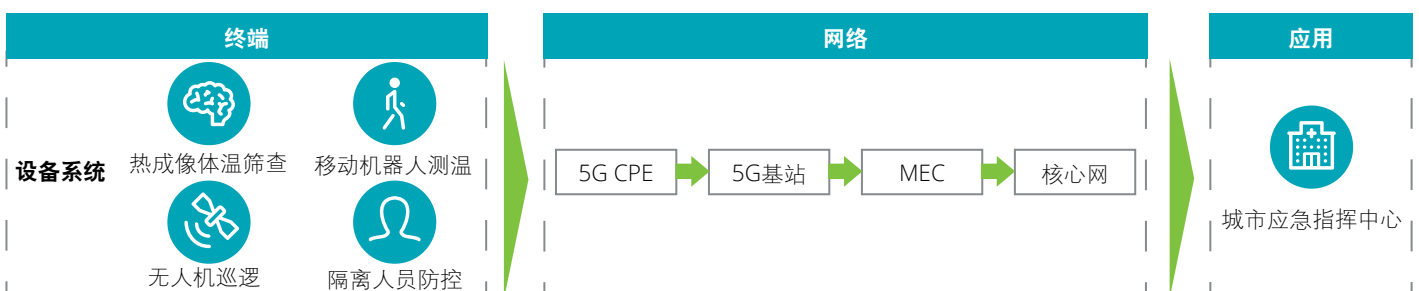 终端
网络
应用
设备系统
热成像体温筛查
移动机器人测温
无人机巡逻
隔离人员防控
5G CPE
5G基站
MEC
核心网
城市应急指挥中心